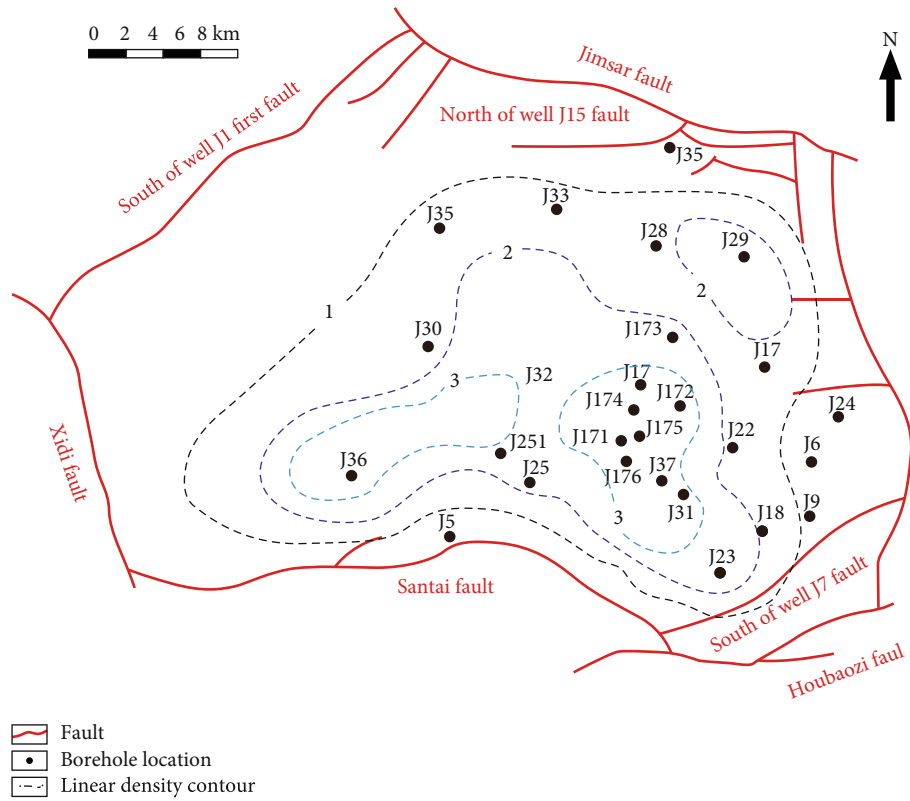 0 2 4 6 8 km
N
Jimsar fault
North of well J15 fault
South of well J1 first fault
J35
J33
J35
J28
J29
2
2
1
J30
J173
J17
3
J32
J17
J174
J172
J24
J171
J175
J22
J6
J251
J36
J25
J176
J37
J31
3
J18
J9
J5
J23
Xidi fault
Santai fault
South of well J7 fault
Houbaozi faul
Fault
Borehole location
Linear density contour